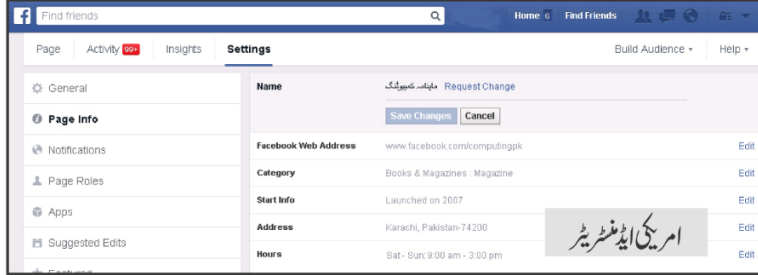 Find friends Home 6 Find Friends
Page Activity 99+ Insights Settings Build Audience Help
General
Page Info
Notifications
Page Roles
Apps
Suggested Edits
Featured
Name ماہنامہ کمپیوٹنگ Request Change
Save Changes Cancel
Facebook Web Address www.facebook.com/computingpk Edit
Category Books & Magazines : Magazine Edit
Start Info Launched on 2007 Edit
Address Karachi, Pakistan-74200 Edit
Hours Sat - Sun: 9:00 am - 3:00 pm Edit
امریکی ایڈمنسٹریٹر